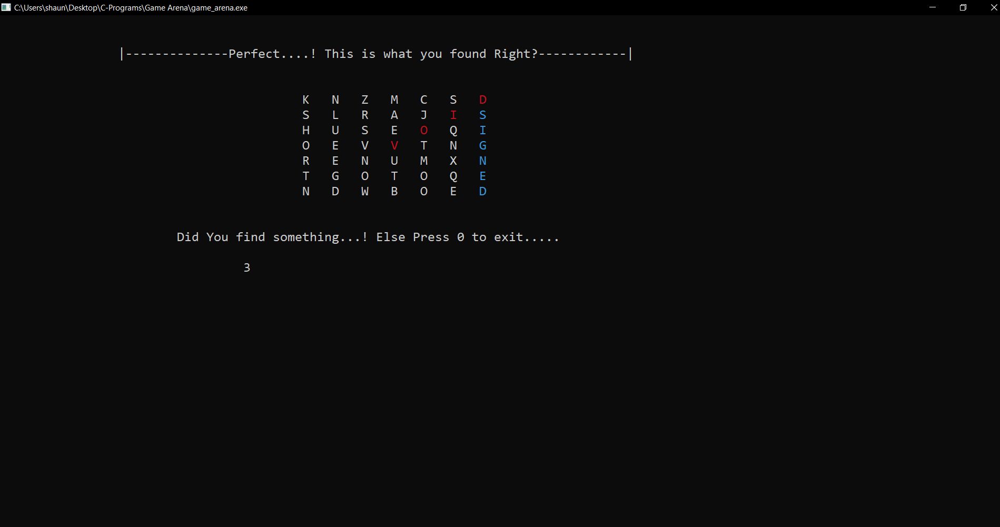 C:\Users\shaun\Desktop\C-Programs\Game Arena\game_arena.exe
|--------------Perfect....! This is what you found Right?------------|
K N Z M C S D
S L R A J I S
H U S E O Q I
O E V V T N G
R E N U M X N
T G O T O Q E
N D W B O E D
Did You find something...! Else Press 0 to exit.....
3